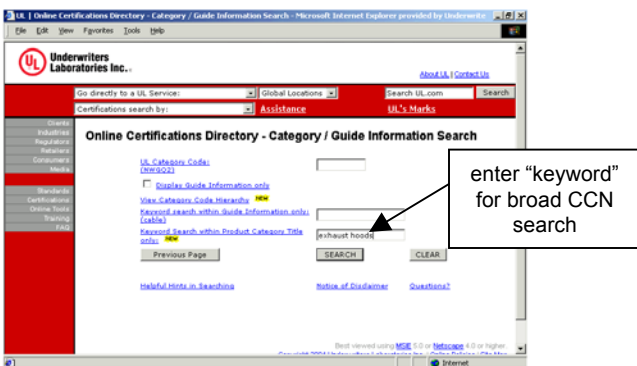 UL | Online Certifications Directory - Category / Guide Information Search - Microsoft Internet Explorer provided by Underwrite
File Edit View Favorites Tools Help
UL Underwriters
Laboratories Inc.
About UL | Contact Us
Go directly to a UL Service: Global Locations Search UL.com Search
Certifications search by: Assistance UL's Marks
Clients
Industries
Regulators
Retailers
Consumers
Media
Standards
Certifications
Online Tools
Training
FAQ
Online Certifications Directory - Category / Guide Information Search
UL Category Code:
(NWGQ2)
Display Guide Information only
View Category Code Hierarchy NEW
Keyword search within Guide Information only:
(cable)
Keyword Search within Product Category Title
only: NEW
exhaust hoods
Previous Page SEARCH CLEAR
Helpful Hints in Searching Notice of Disclaimer Questions?
enter “keyword”
for broad CCN
search
Best viewed using MSIE 5.0 or Netscape 4.0 or higher.
Internet